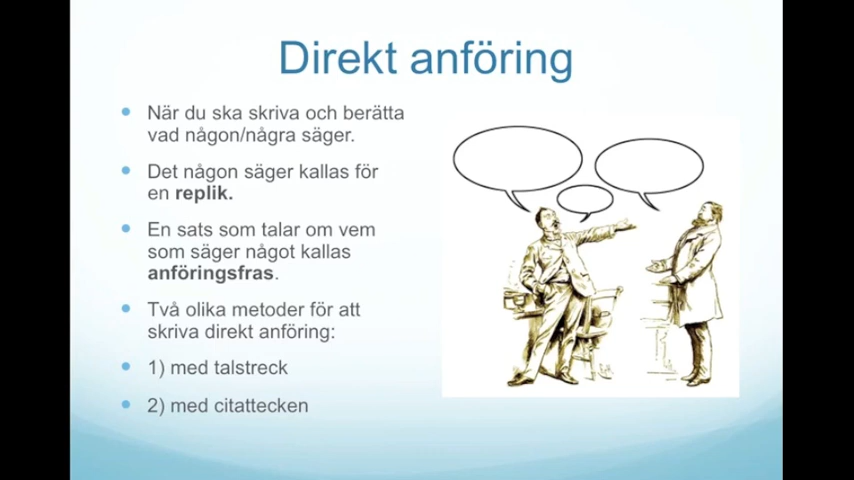 Direkt anföring
När du ska skriva och berätta
vad någon/några säger.
Det någon säger kallas för
en replik.
En sats som talar om vem
som säger något kallas
anföringsfras.
Två olika metoder för att
skriva direkt anföring:
1) med talstreck
2) med citattecken